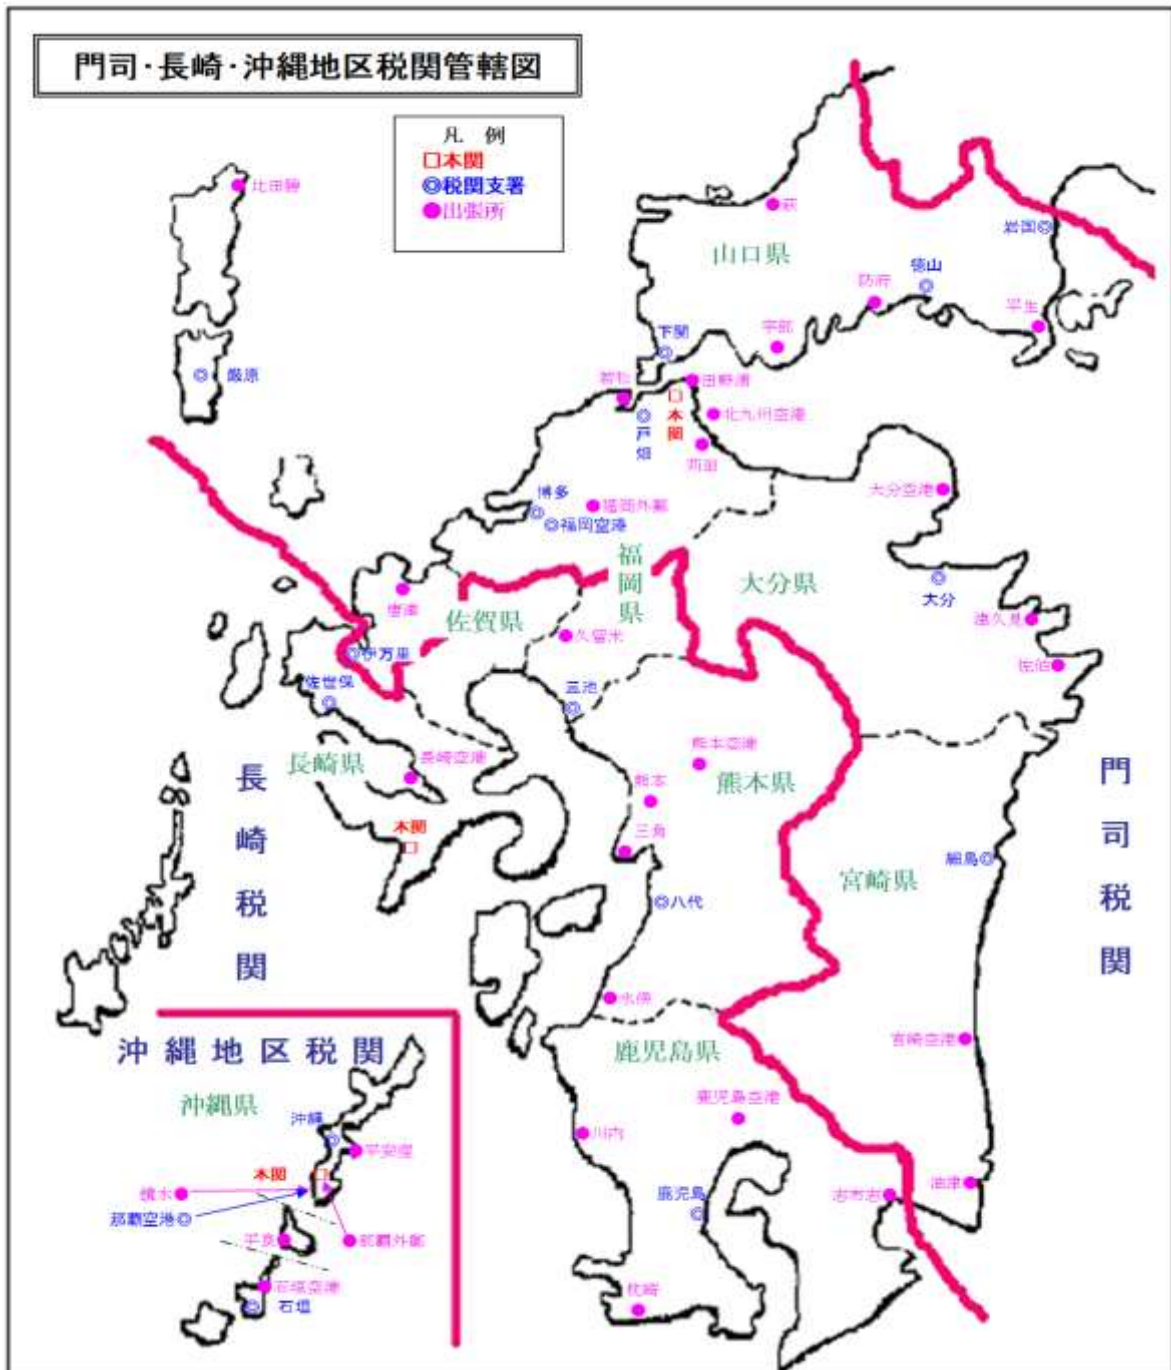 門司・長崎・沖縄地区税関管轄図
凡 例
□本関
◎税関支署
●出張所
比田勝
萩
岩国◎
山口県
徳山
防府
平生
下関
宇部
厳原
若松
田野浦
本関
北九州空港
戸畑
苅田
大分空港
博多
福岡外郵
◎福岡空港
福岡県
大分県
大分
唐津
佐賀県
津久見
久留米
◎伊万里
佐伯
佐世保
三池
長崎県
長崎空港
熊本空港
熊本県
熊本
本関
三角
長崎税関
門司税関
細島◎
宮崎県
◎八代
水俣
沖縄地区税関
鹿児島県
宮崎空港
沖縄県
鹿児島空港
沖縄
川内
平安座
本関
鏡水
鹿児島
志布志
油津
那覇空港◎
平良
那覇外郵
石垣空港
石垣
枕崎